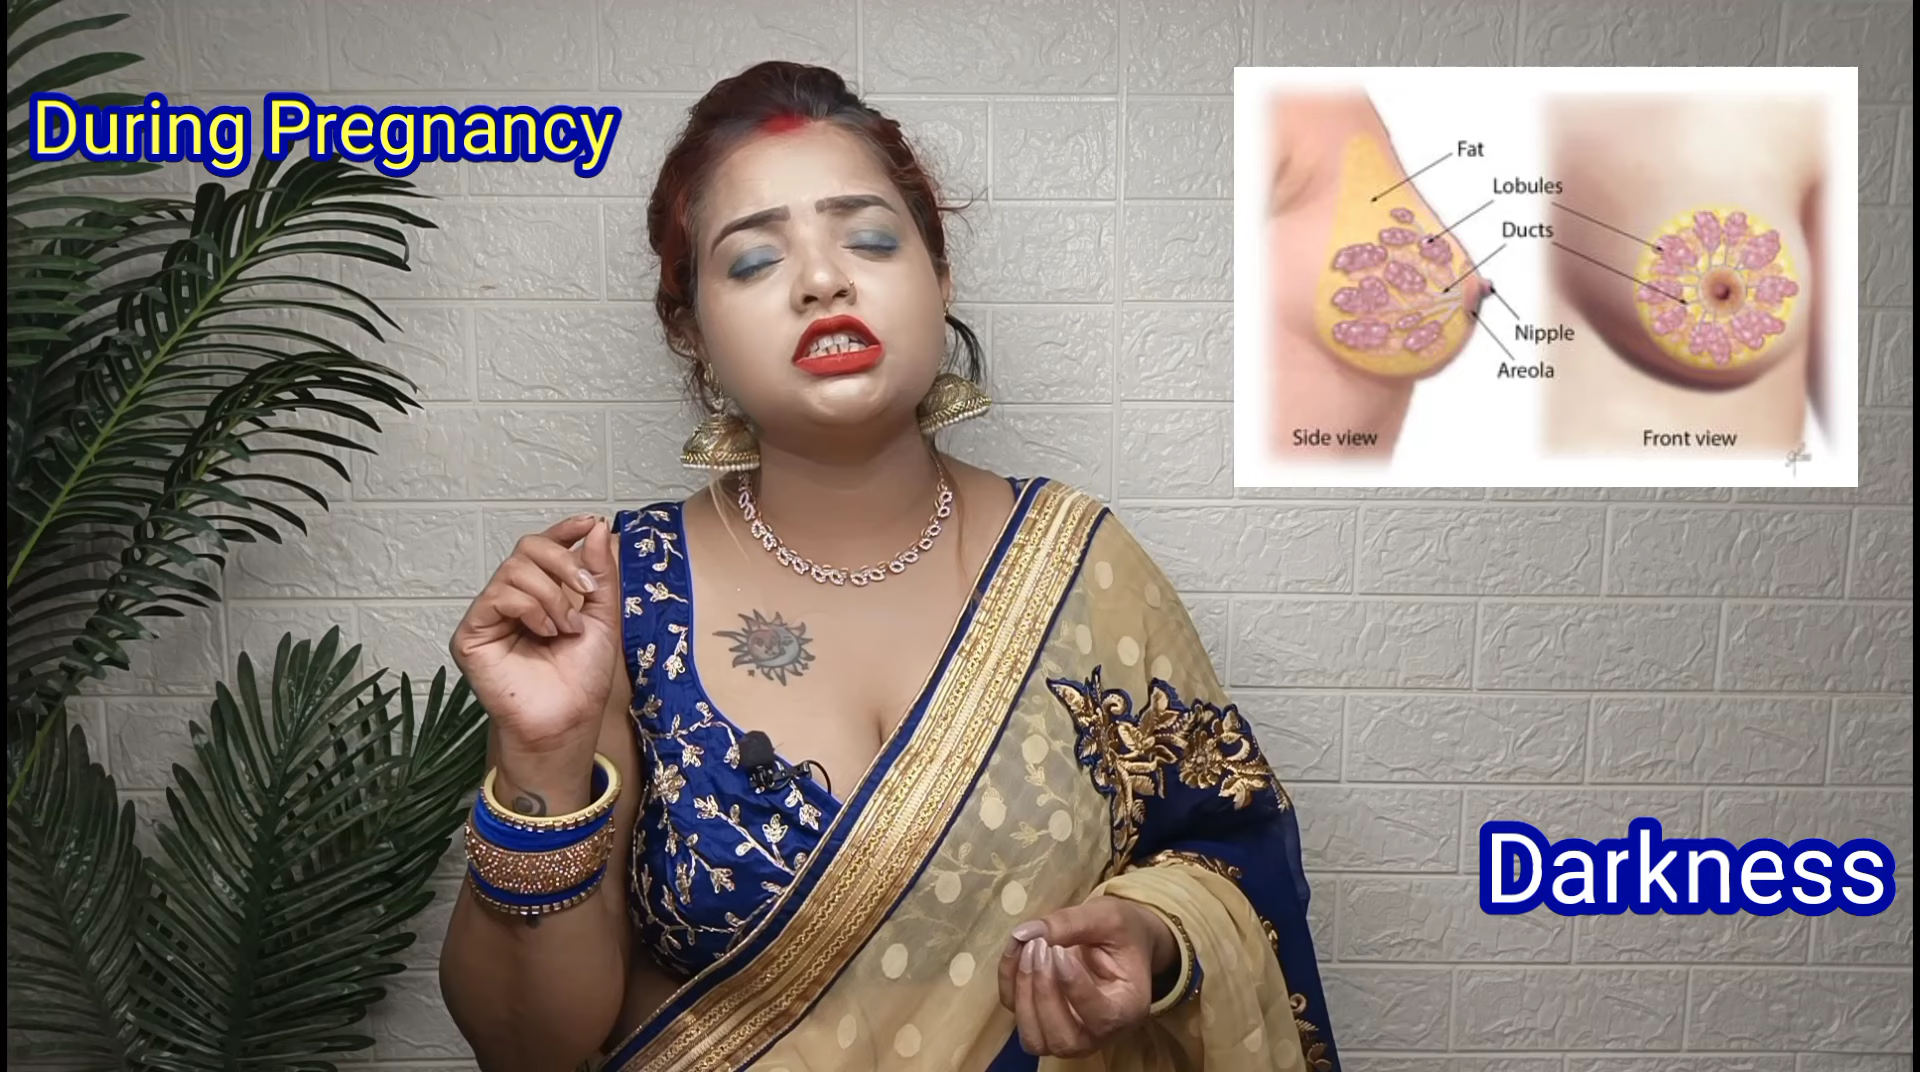 During Pregnancy
Fat
Lobules
Ducts
Nipple
Areola
Side view
Front view
Darkness